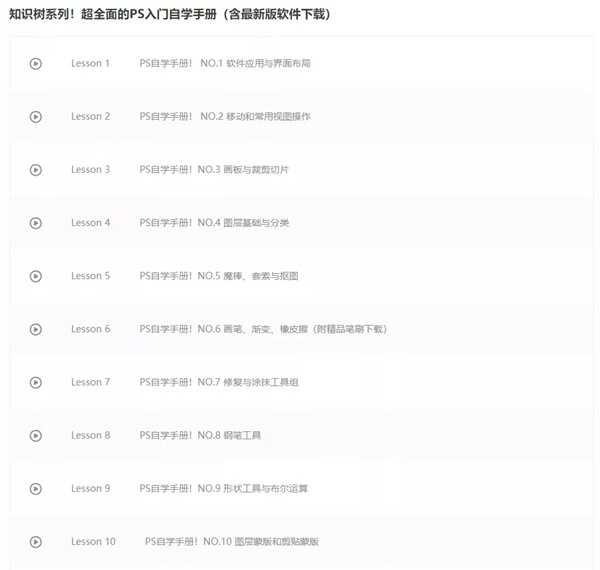 知识树系列！超全面的PS入门自学手册（含最新版软件下载）
Lesson 1 PS自学手册！ NO.1 软件应用与界面布局
Lesson 2 PS自学手册！ NO.2 移动和常用视图操作
Lesson 3 PS自学手册！NO.3 画板与裁剪切片
Lesson 4 PS自学手册！NO.4 图层基础与分类
Lesson 5 PS自学手册！NO.5 魔棒、套索与抠图
Lesson 6 PS自学手册！NO.6 画笔、渐变、橡皮擦（附精品笔刷下载）
Lesson 7 PS自学手册！NO.7 修复与涂抹工具组
Lesson 8 PS自学手册！NO.8 钢笔工具
Lesson 9 PS自学手册！NO.9 形状工具与布尔运算
Lesson 10 PS自学手册！NO.10 图层蒙版和剪贴蒙版